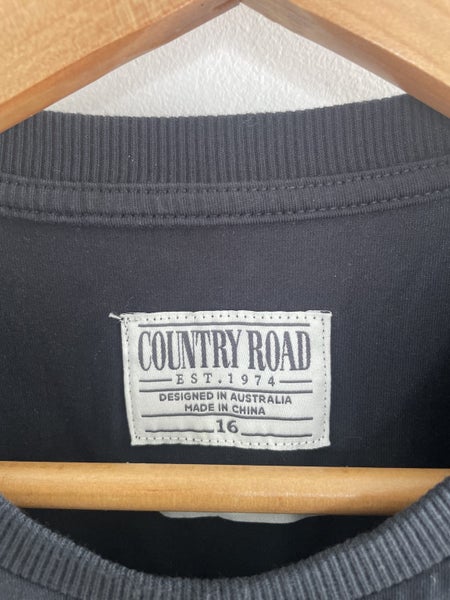 COUNTRY ROAD
EST. 1974
DESIGNED IN AUSTRALIA
MADE IN CHINA
16